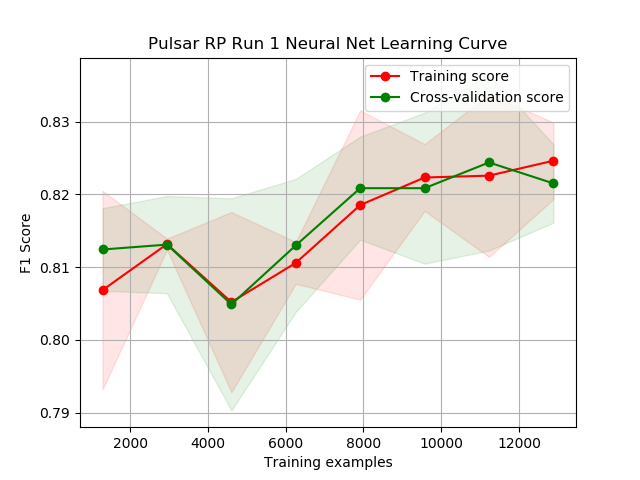 Pulsar RP Run 1 Neural Net Learning Curve
Training score
Cross-validation score
0.83
0.82
0.81
0.80
0.79
F1 Score
2000 4000 6000 8000 10000 12000
Training examples